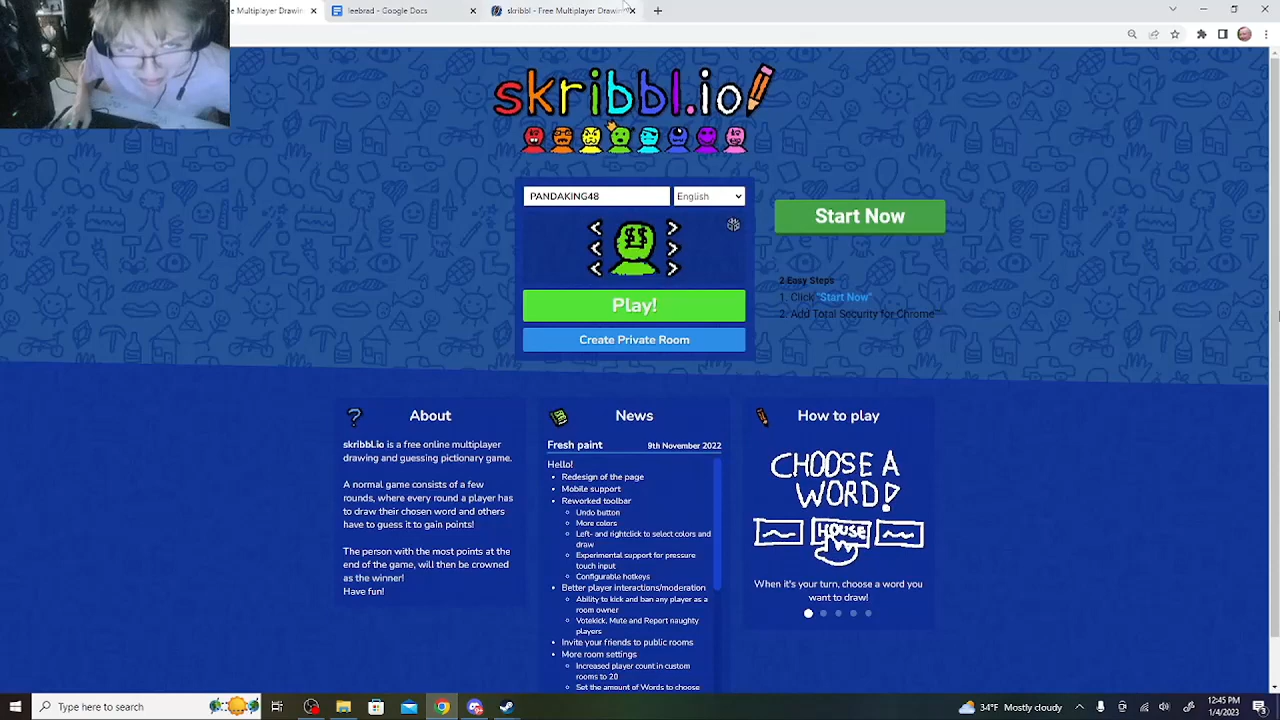 e Multiplayer Drawin
leebrad - Google Docs
skribbl - Free Multiplayer Drawin
skribbl.io
PANDAKING48
English
Start Now
Play!
Create Private Room
2 Easy Steps
1. Click "Start Now"
2. Add Total Security for Chrome
About
skribbl.io is a free online multiplayer
drawing and guessing pictionary game.
A normal game consists of a few
rounds, where every round a player has
to draw their chosen word and others
have to guess it to gain points!
The person with the most points at the
end of the game, will then be crowned
as the winner!
Have fun!
News
Fresh paint
9th November 2022
Hello!
Redesign of the page
Mobile support
Reworked toolbar
Undo button
More colors
Left- and rightclick to select colors and
draw
Experimental support for pressure
touch input
Configurable hotkeys
Better player interactions/moderation
Ability to kick and ban any player as a
room owner
Votekick, Mute and Report naughty
players
Invite your friends to public rooms
More room settings
Increased player count in custom
rooms to 20
Set the amount of Words to choose
How to play
CHOOSE A
WORD!
HOUSE
When it's your turn, choose a word you
want to draw!
Type here to search
34°F Mostly cloudy
12:45 PM
1/4/2023
3